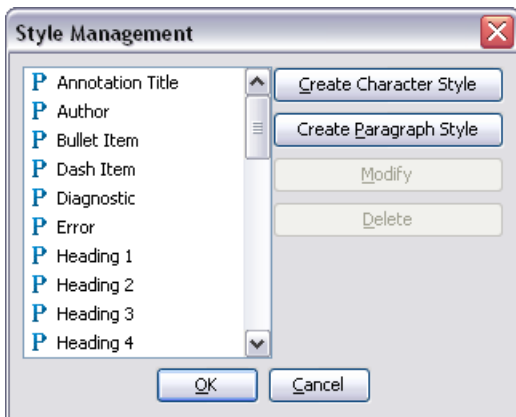 Style Management
P Annotation Title
P Author
P Bullet Item
P Dash Item
P Diagnostic
P Error
P Heading 1
P Heading 2
P Heading 3
P Heading 4
Create Character Style
Create Paragraph Style
Modify
Delete
OK
Cancel